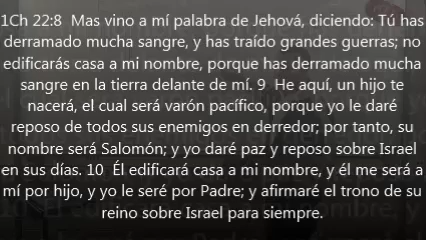 1Ch 22:8  Mas vino a mí palabra de Jehová, diciendo: Tú has
derramado mucha sangre, y has traído grandes guerras; no
edificarás casa a mi nombre, porque has derramado mucha
sangre en la tierra delante de mí. 9  He aquí, un hijo te
nacerá, el cual será varón pacífico, porque yo le daré
reposo de todos sus enemigos en derredor; por tanto, su
nombre será Salomón; y yo daré paz y reposo sobre Israel
en sus días. 10  Él edificará casa a mi nombre, y él me será a
mí por hijo, y yo le seré por Padre; y afirmaré el trono de su
reino sobre Israel para siempre.